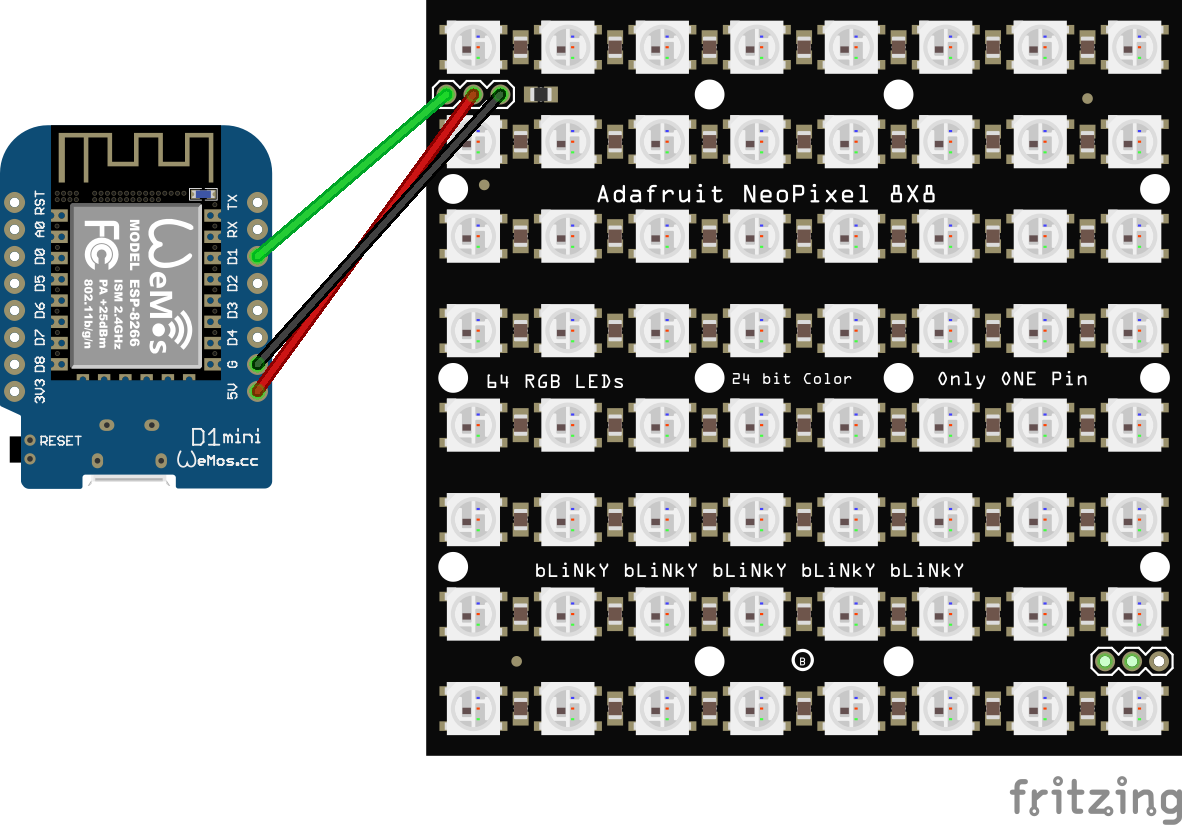 RST
A0
D0
D5
D6
D7
D8
3V3
TX
RX
D1
D2
D3
D4
G
5V
WeMos
MODEL ESP-8266
ISM 2.4GHz
PA +25dBm
802.11b/g/n
FC
RESET
D1mini
WeMos.cc
Adafruit NeoPixel 8X8
64 RGB LEDs
24 bit Color
Only ONE Pin
bLiNkY bLiNkY bLiNkY bLiNkY bLiNkY
B
fritzing